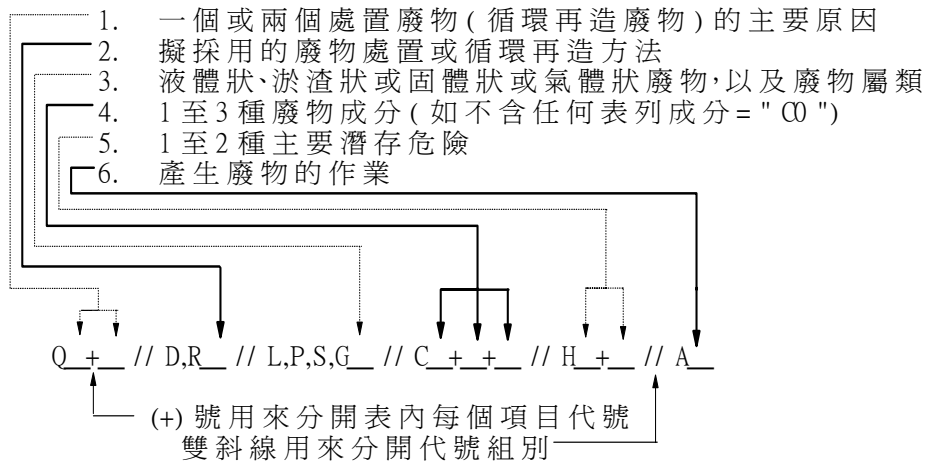 1. 一個或兩個處置廢物(循環再造廢物)的主要原因
2. 擬採用的廢物處置或循環再造方法
3. 液體狀、淤渣狀或固體狀或氣體狀廢物,以及廢物屬類
4. 1至3種廢物成分(如不含任何表列成分="C0")
5. 1至2種主要潛存危險
6. 產生廢物的作業
Q__+__ // D,R__ // L,P,S,G__ // C__+__+__ // H__+__ // A__
(+)號用來分開表內每個項目代號
雙斜線用來分開代號組別